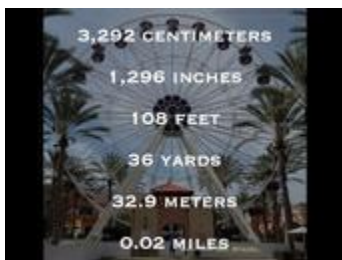 3,292 CENTIMETERS
1,296 INCHES
108 FEET
36 YARDS
32.9 METERS
0.02 MILES